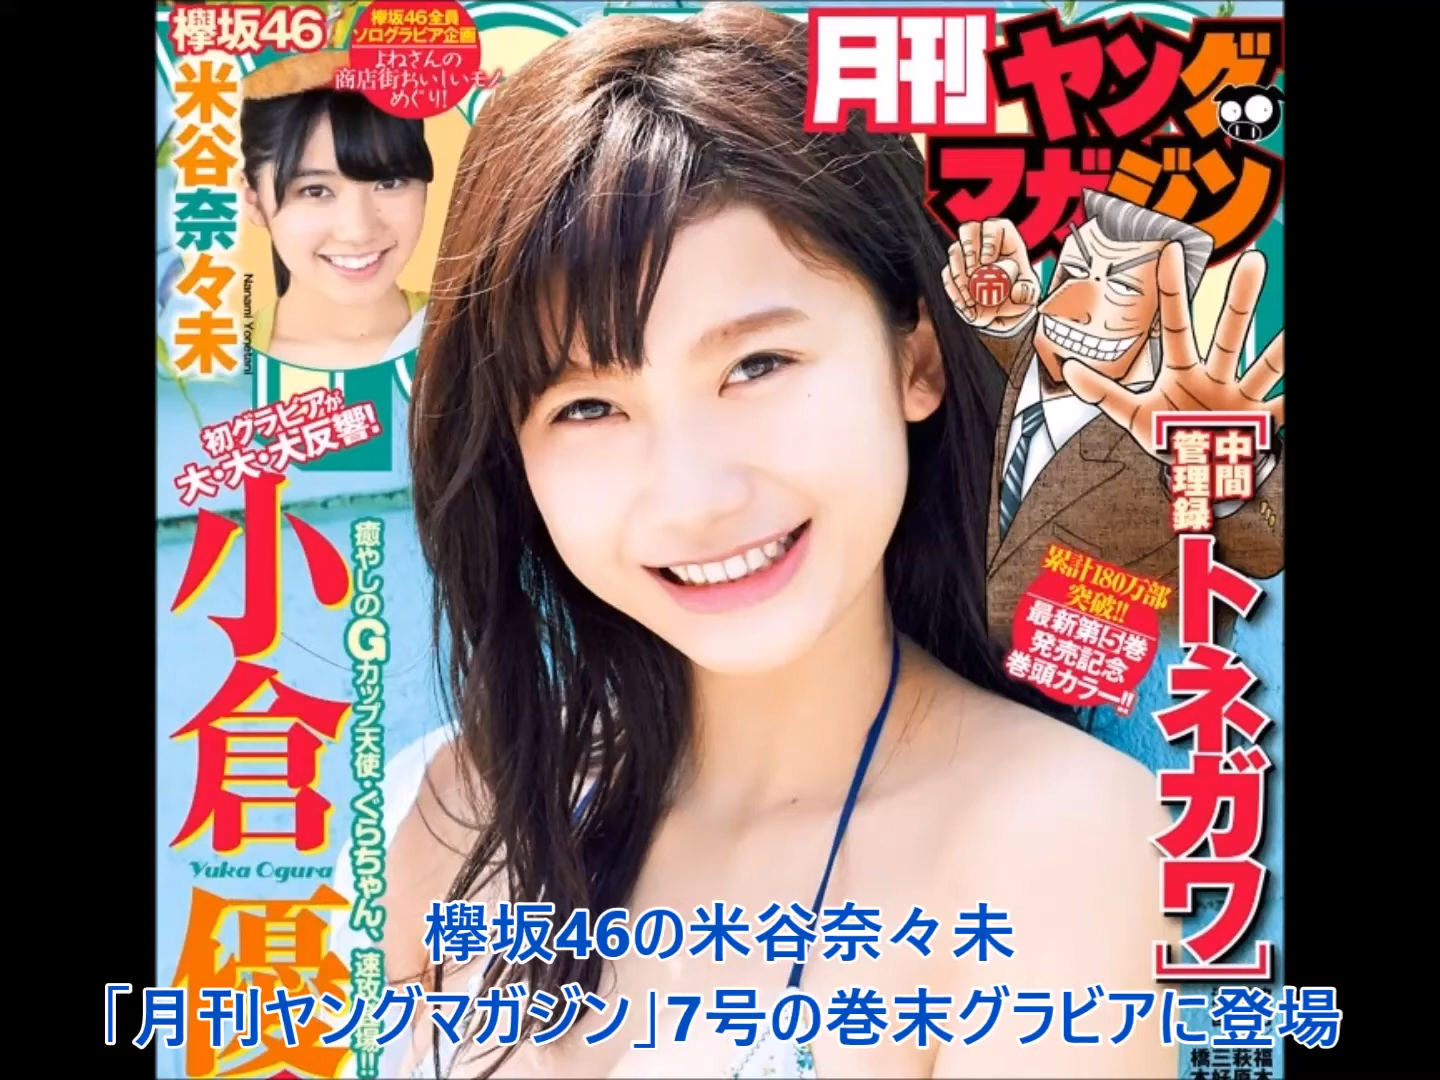 欅坂46
米谷奈々未
Nanami Yonetani
欅坂46全員
ソログラビア企画
よねさんの
商店街おいしいモノ
めぐり!
月刊
ヤング
マガジン
帝
初グラビアが
大・大・大反響!
小倉優
Yuka Ogura
癒やしのGカップ天使・ぐらちゃん、速攻
場!!
[中間
管理録
トネガワ]
累計180万部
突破!!
最新第5巻
発売記念
巻頭カラー!!
欅坂46の米谷奈々未
「月刊ヤングマガジン」7号の巻末グラビアに登場